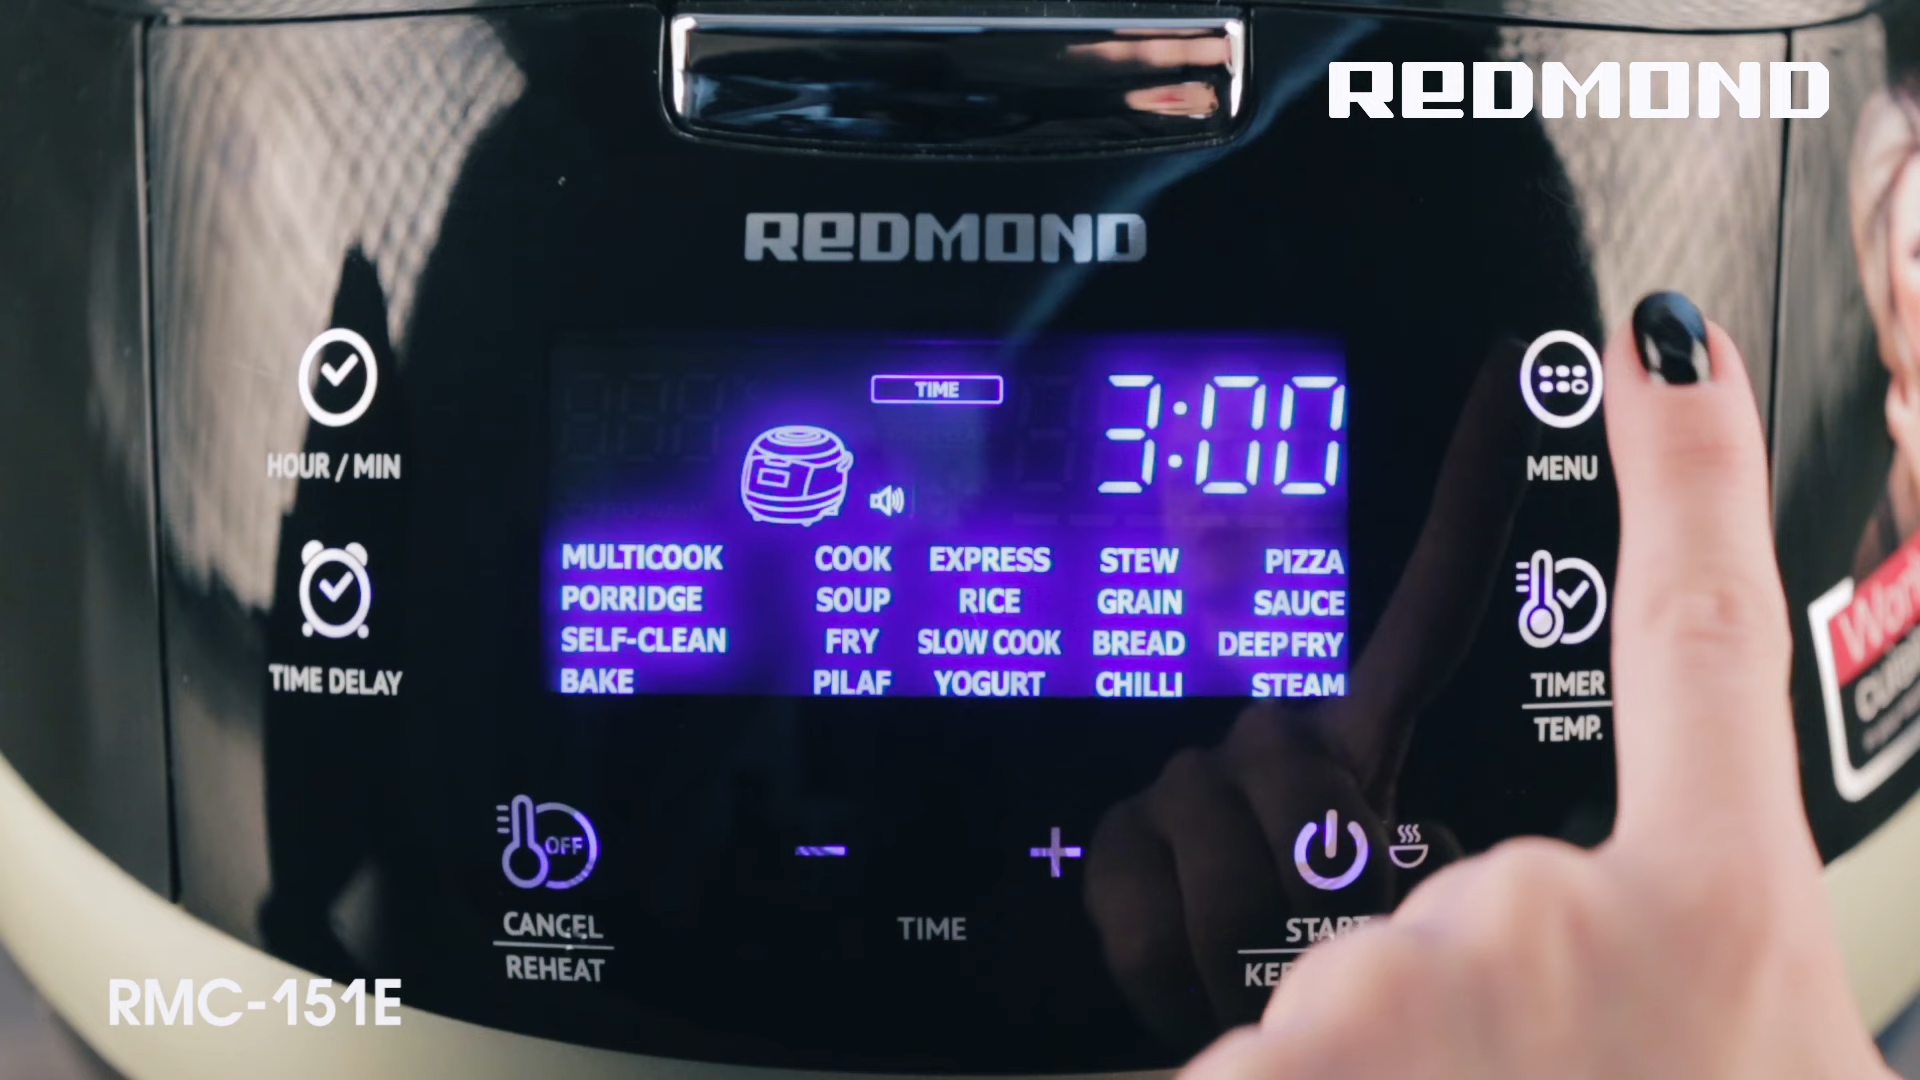 REDMOND
REDMOND
HOUR / MIN
TIME
3:00
MENU
MULTICOOK COOK EXPRESS STEW PIZZA
PORRIDGE SOUP RICE GRAIN SAUCE
SELF-CLEAN FRY SLOW COOK BREAD DEEP FRY
BAKE PILAF YOGURT CHILLI STEAM
TIME DELAY
TIMER
TEMP.
OFF
CANCEL
REHEAT
TIME
START
RMC-151E